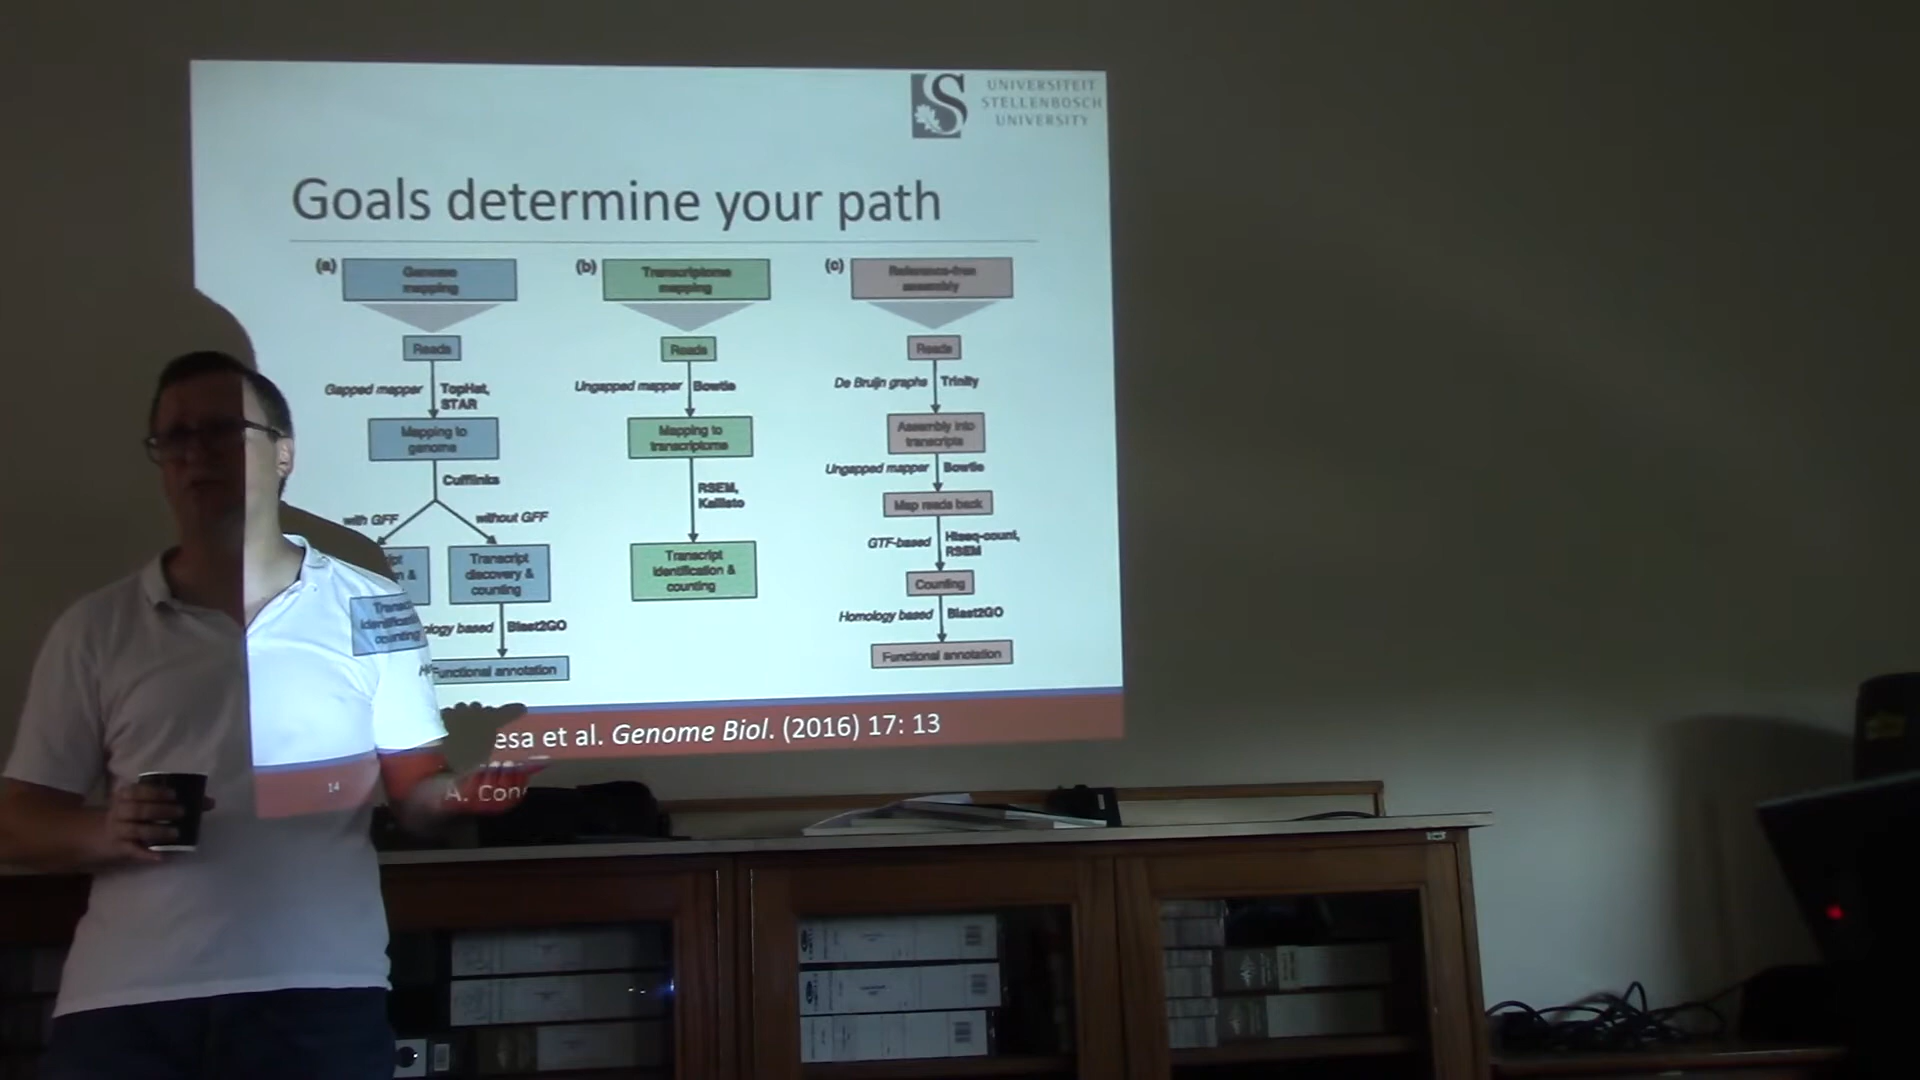 UNIVERSITEIT
STELLENBOSCH
UNIVERSITY
Goals determine your path
(a)
Genome
mapping
Reads
Gapped mapper
TopHat,
STAR
Mapping to
genome
Cufflinks
with GFF
without GFF
Transcript
identification
counting
Transcript
discovery &
counting
ology based
Blast2GO
Functional annotation
(b)
Transcriptome
mapping
Reads
Ungapped mapper
Bowtie
Mapping to
transcriptome
RSEM,
Kallisto
Transcript
identification &
counting
(c)
Reference-free
assembly
Reads
De Bruijn graphs
Trinity
Assembly into
transcripts
Ungapped mapper
Bowtie
Map reads back
GTF-based
Htseq-count,
RSEM
Counting
Homology based
Blast2GO
Functional annotation
14
A. Con
esa et al. Genome Biol. (2016) 17: 13